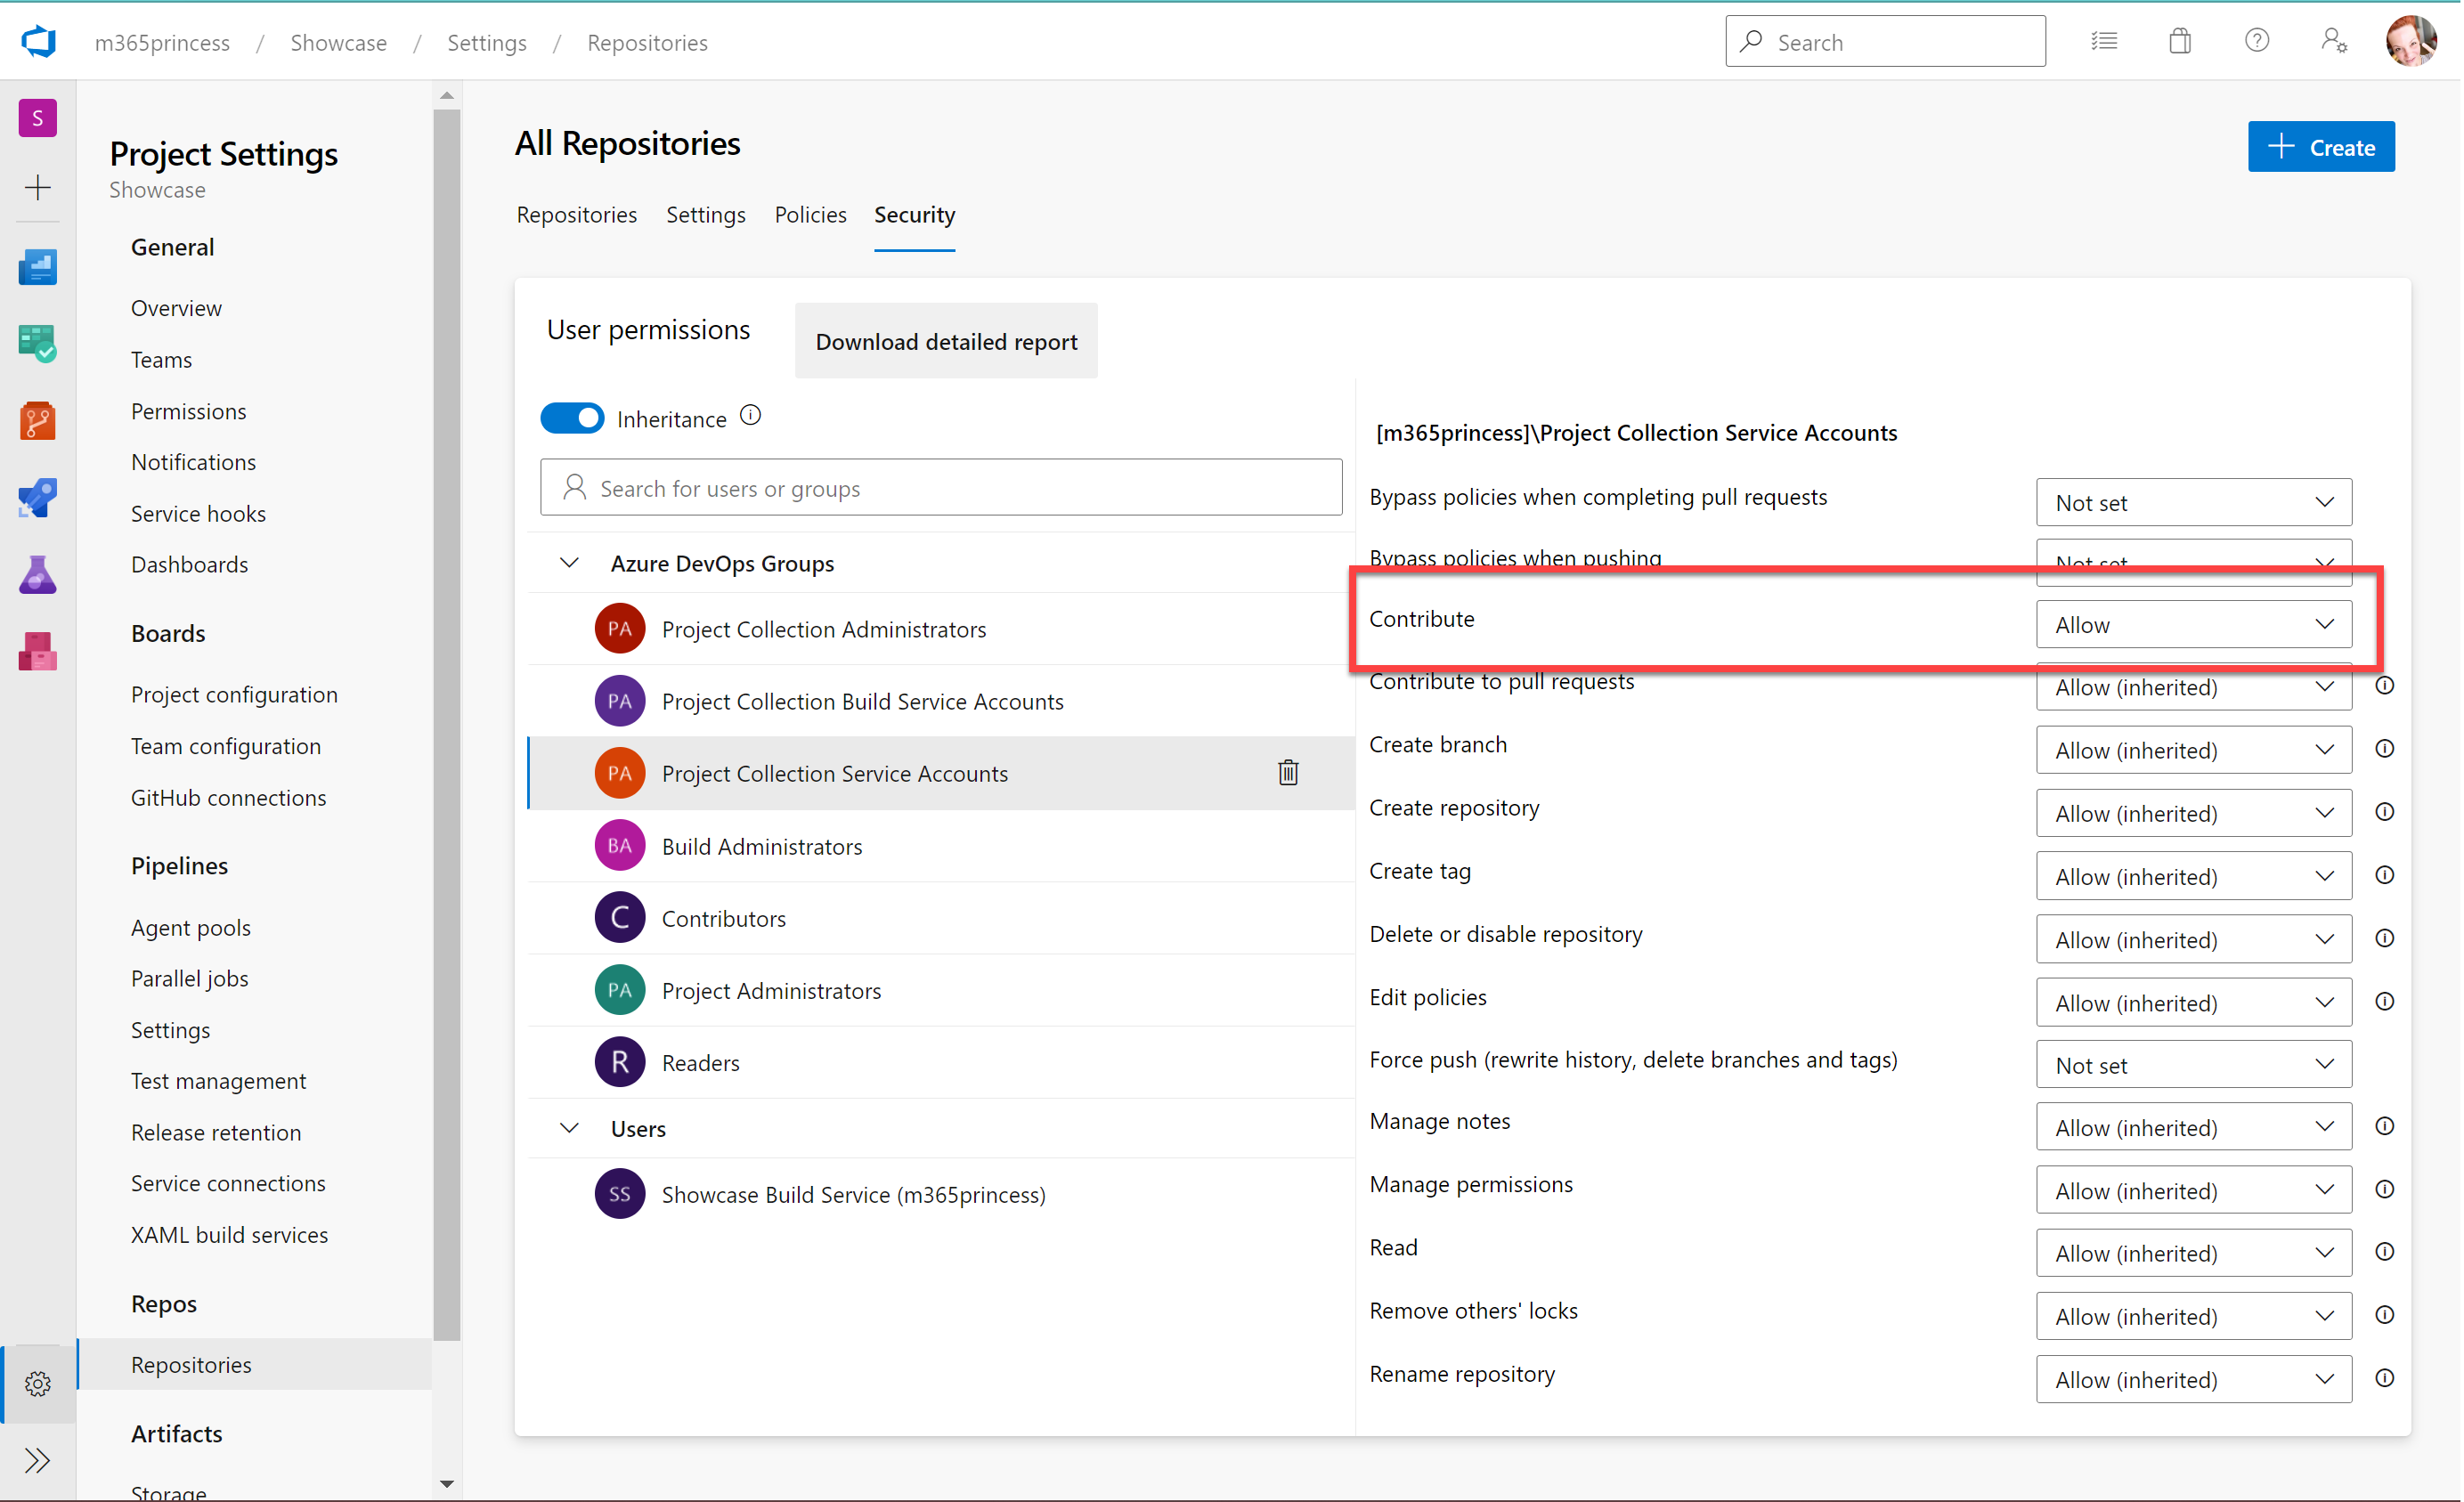 m365princess / Showcase / Settings / Repositories
Search
S
Project Settings
Showcase
General
Overview
Teams
Permissions
Notifications
Service hooks
Dashboards
Boards
Project configuration
Team configuration
GitHub connections
Pipelines
Agent pools
Parallel jobs
Settings
Test management
Release retention
Service connections
XAML build services
Repos
Repositories
Artifacts
Storage
All Repositories
Create
Repositories Settings Policies Security
User permissions
Download detailed report
Inheritance
Search for users or groups
Azure DevOps Groups
PA Project Collection Administrators
PA Project Collection Build Service Accounts
PA Project Collection Service Accounts
BA Build Administrators
C Contributors
PA Project Administrators
R Readers
Users
SS Showcase Build Service (m365princess)
[m365princess]\Project Collection Service Accounts
Bypass policies when completing pull requests Not set
Bypass policies when pushing Not set
Contribute Allow
Contribute to pull requests Allow (inherited)
Create branch Allow (inherited)
Create repository Allow (inherited)
Create tag Allow (inherited)
Delete or disable repository Allow (inherited)
Edit policies Allow (inherited)
Force push (rewrite history, delete branches and tags) Not set
Manage notes Allow (inherited)
Manage permissions Allow (inherited)
Read Allow (inherited)
Remove others' locks Allow (inherited)
Rename repository Allow (inherited)